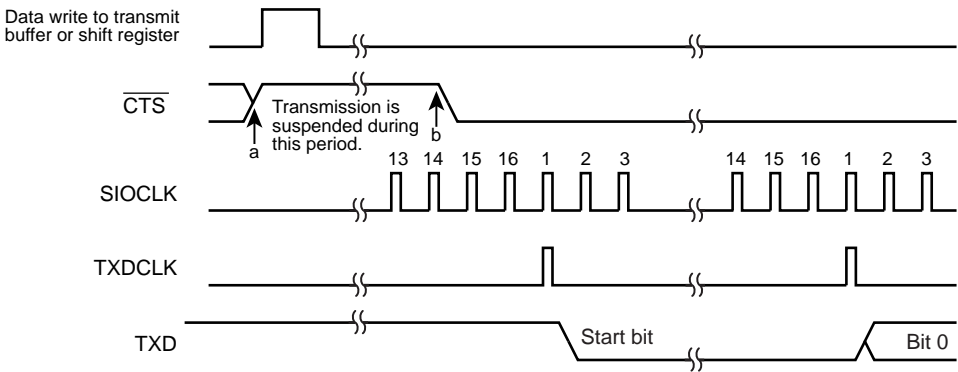 Data write to transmit
buffer or shift register
CTS
Transmission is
suspended during
this period.
a
b
13 14 15 16 1 2 3 14 15 16 1 2 3
SIOCLK
TXDCLK
TXD
Start bit
Bit 0